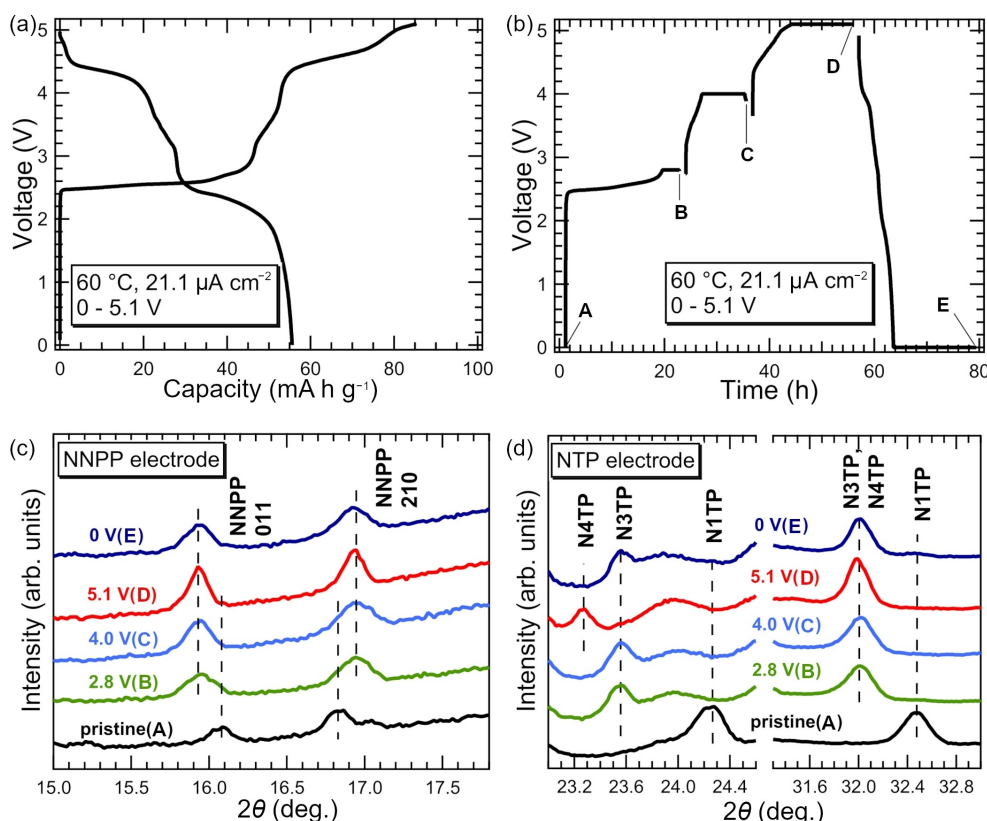 (a)
5
4
3
2
1
0
Voltage (V)
60 °C, 21.1 µA cm⁻²
0 - 5.1 V
0 20 40 60 80 100
Capacity (mA h g⁻¹)
(b)
5
4
3
2
1
0
Voltage (V)
A
B
C
D
E
60 °C, 21.1 µA cm⁻²
0 - 5.1 V
0 20 40 60 80
Time (h)
(c)
NNPP electrode
NNPP
011
NNPP
210
0 V(E)
5.1 V(D)
4.0 V(C)
2.8 V(B)
pristine(A)
Intensity (arb. units)
15.0 15.5 16.0 16.5 17.0 17.5
2θ (deg.)
(d)
NTP electrode
N4TP
N3TP
N1TP
N3TP
N4TP
N1TP
0 V(E)
5.1 V(D)
4.0 V(C)
2.8 V(B)
pristine(A)
Intensity (arb. units)
23.2 23.6 24.0 24.4 31.6 32.0 32.4 32.8
2θ (deg.)